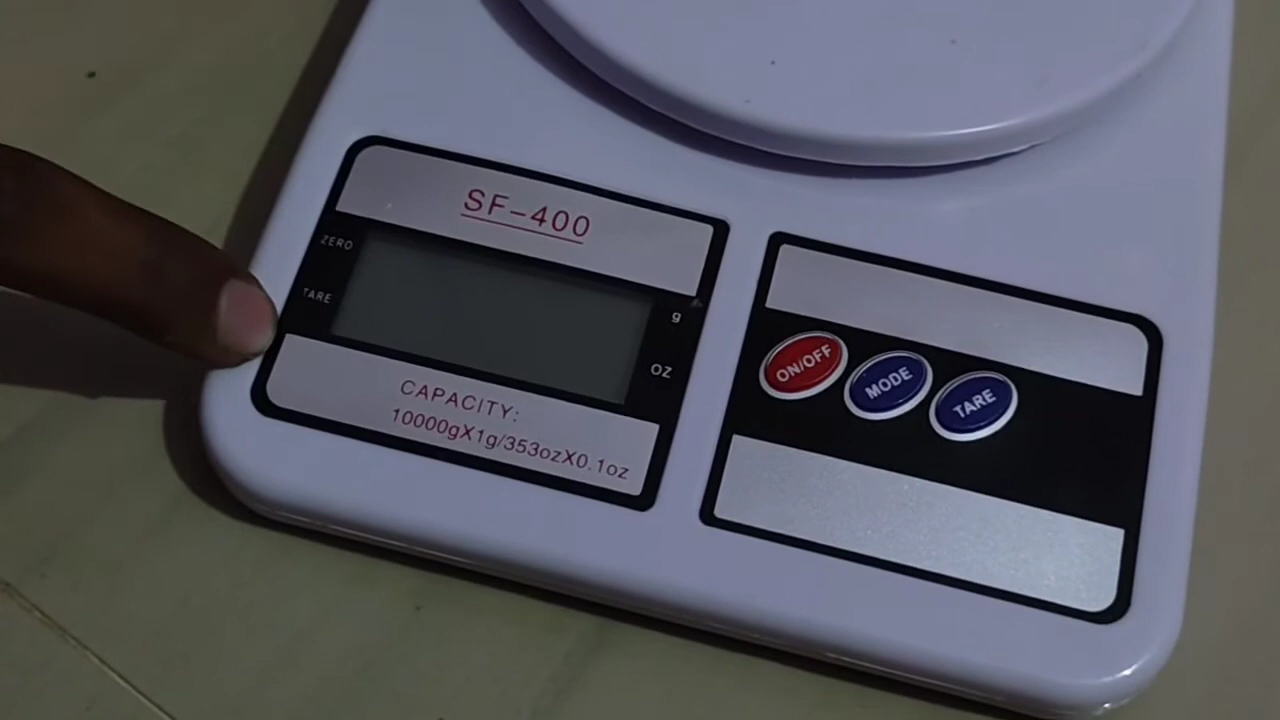 SF-400
ZERO
TARE
g
OZ
CAPACITY:
10000gX1g/353ozX0.1oz
ON/OFF
MODE
TARE